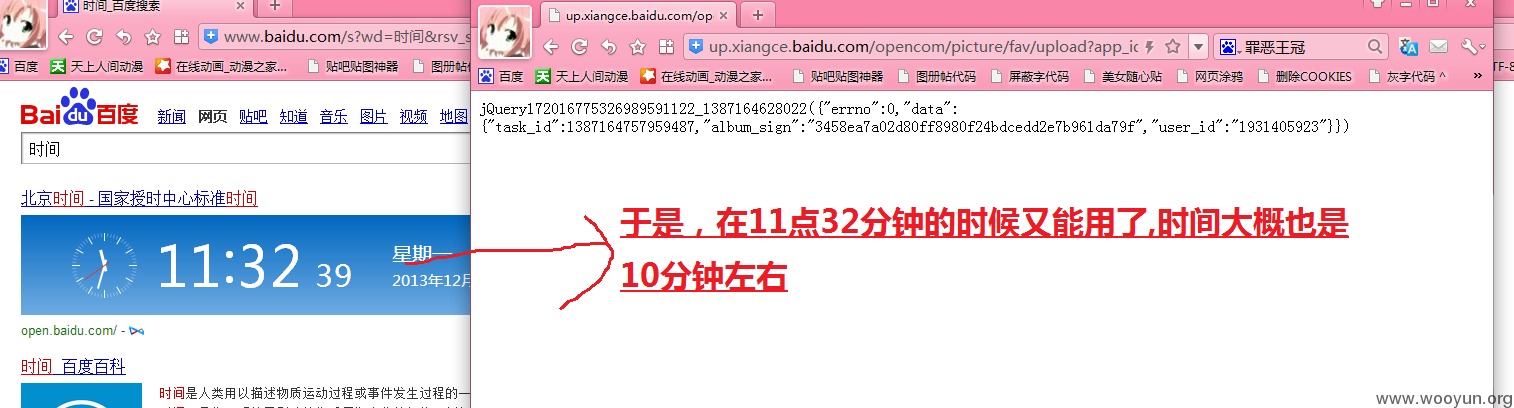 时间_百度搜索
www.baidu.com/s?wd=时间&rsv_s
百度 天上人间动漫 在线动画_动漫之家... 贴吧贴图神器 图册帖
Bai du 百度 新闻 网页 贴吧 知道 音乐 图片 视频 地图
时间
北京时间 - 国家授时中心标准时间
11:32 39
星期一
2013年12月
open.baidu.com/ -
时间_百度百科
时间是人类用以描述物质运动过程或事件发生过程的一
up.xiangce.baidu.com/op
up.xiangce.baidu.com/opencom/picture/fav/upload?app_ic
罪恶王冠
百度 天上人间动漫 在线动画_动漫之家... 贴吧贴图神器 图册帖代码 屏蔽字代码 美女随心贴 网页涂鸦 删除COOKIES 灰字代码 ^ »
TF-8
jQuery172016775326989591122_1387164628022({"errno":0,"data":
{"task_id":1387164757959487,"album_sign":"3458ea7a02d80ff8980f24bdcedd2e7b961da79f","user_id":"1931405923"}})
于是，在11点32分钟的时候又能用了,时间大概也是
10分钟左右
www.wooyun.org